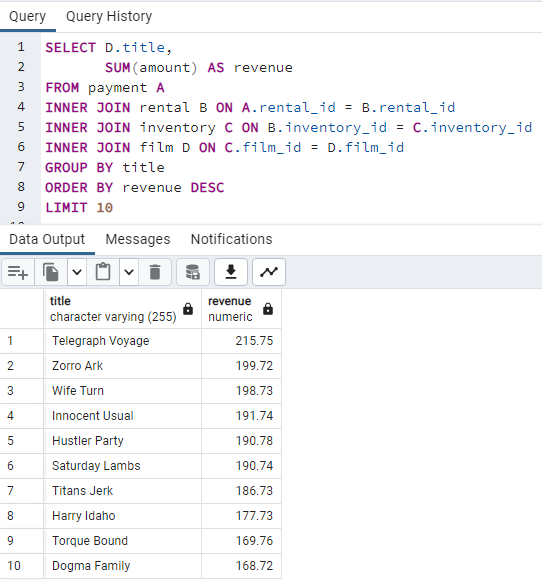 Query Query History
1 SELECT D.title,
2 SUM(amount) AS revenue
3 FROM payment A
4 INNER JOIN rental B ON A.rental_id = B.rental_id
5 INNER JOIN inventory C ON B.inventory_id = C.inventory_id
6 INNER JOIN film D ON C.film_id = D.film_id
7 GROUP BY title
8 ORDER BY revenue DESC
9 LIMIT 10
Data Output Messages Notifications
title revenue
character varying (255) numeric
1 Telegraph Voyage 215.75
2 Zorro Ark 199.72
3 Wife Turn 198.73
4 Innocent Usual 191.74
5 Hustler Party 190.78
6 Saturday Lambs 190.74
7 Titans Jerk 186.73
8 Harry Idaho 177.73
9 Torque Bound 169.76
10 Dogma Family 168.72